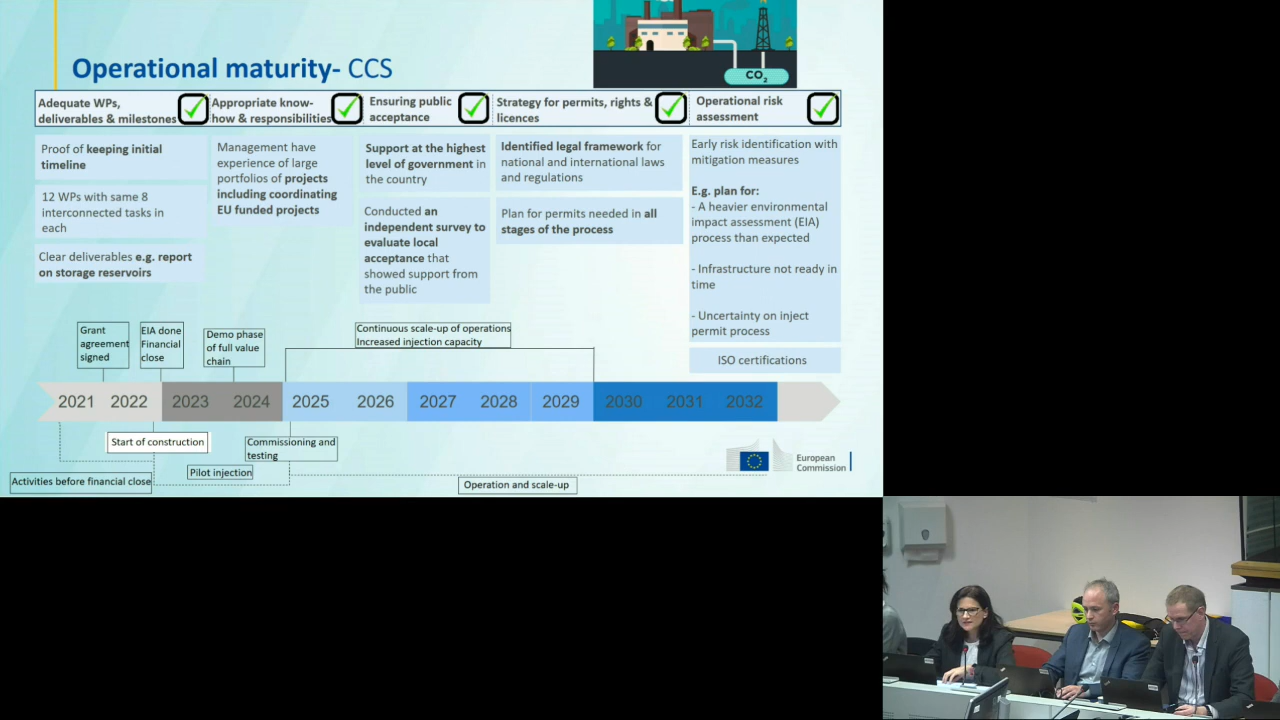 CO2
Operational maturity- CCS
Adequate WPs,
deliverables & milestones
Appropriate know-
how & responsibilities
Ensuring public
acceptance
Strategy for permits, rights &
licences
Operational risk
assessment
Proof of keeping initial
timeline
12 WPs with same 8
interconnected tasks in
each
Clear deliverables e.g. report
on storage reservoirs
Management have
experience of large
portfolios of projects
including coordinating
EU funded projects
Support at the highest
level of government in
the country
Conducted an
independent survey to
evaluate local
acceptance that
showed support from
the public
Identified legal framework for
national and international laws
and regulations
Plan for permits needed in all
stages of the process
Early risk identification with
mitigation measures
E.g. plan for:
- A heavier environmental
impact assessment (EIA)
process than expected
- Infrastructure not ready in
time
- Uncertainty on inject
permit process
ISO certifications
Grant
agreement
signed
EIA done
Financial
close
Demo phase
of full value
chain
Continuous scale-up of operations
Increased injection capacity
2021 2022 2023 2024 2025 2026 2027 2028 2029 2030 2031 2032
Start of construction
Commissioning and
testing
Pilot injection
Activities before financial close
Operation and scale-up
European
Commission